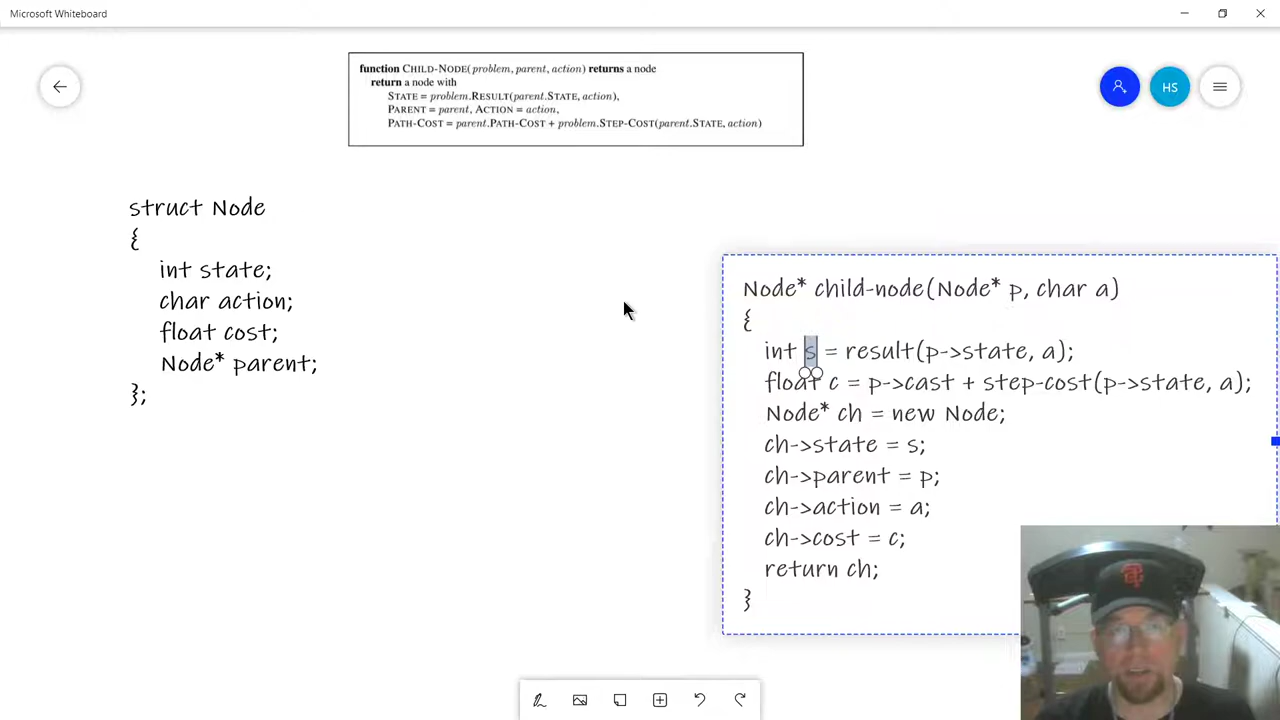 Microsoft Whiteboard
function CHILD-NODE(problem, parent, action) returns a node
return a node with
STATE = problem.RESULT(parent.STATE, action),
PARENT = parent, ACTION = action,
PATH-COST = parent.PATH-COST + problem.STEP-COST(parent.STATE, action)
HS
struct Node
{
int state;
char action;
float cost;
Node* parent;
};
Node* child-node(Node* p, char a)
{
int s = result(p->state, a);
float c = p->cast + step-cost(p->state, a);
Node* ch = new Node;
ch->state = s;
ch->parent = p;
ch->action = a;
ch->cost = c;
return ch;
}